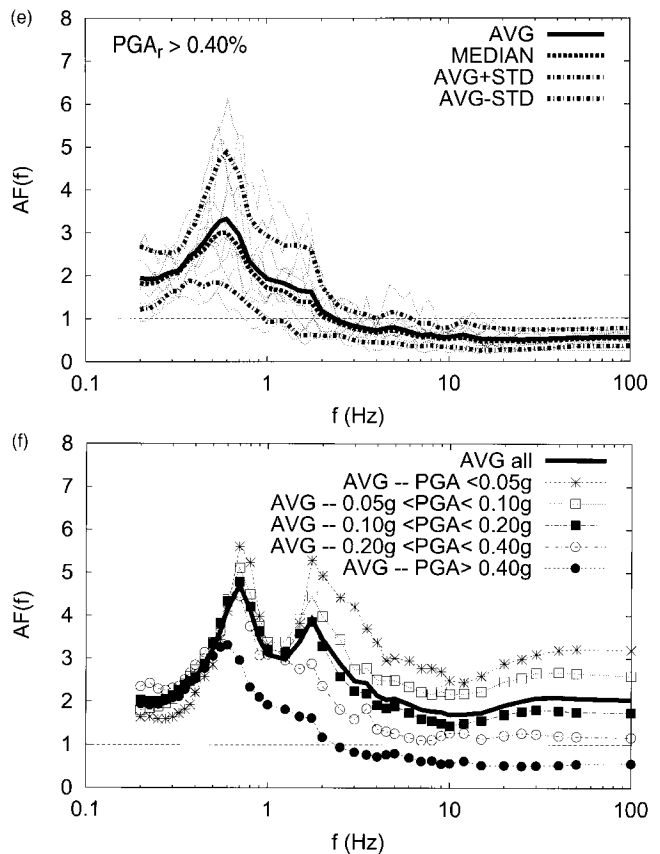 (e)
8
7
6
5
4
3
2
1
0
AF(f)
PGAr > 0.40%
AVG
MEDIAN
AVG+STD
AVG-STD
0.1 1 10 100
f (Hz)
(f)
8
7
6
5
4
3
2
1
0
AF(f)
AVG all
AVG -- PGA <0.05g
AVG -- 0.05g <PGA< 0.10g
AVG -- 0.10g <PGA< 0.20g
AVG -- 0.20g <PGA< 0.40g
AVG -- PGA> 0.40g
0.1 1 10 100
f (Hz)